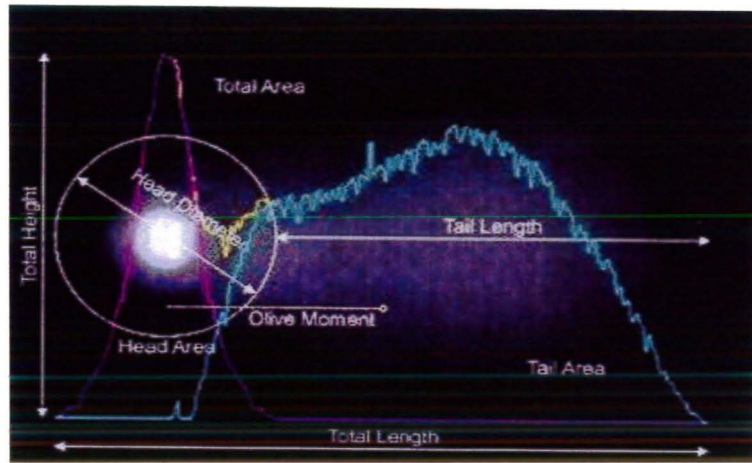 Total Area
Total Height
Head Diameter
Tail Length
Olive Moment
Head Area
Tail Area
Total Length